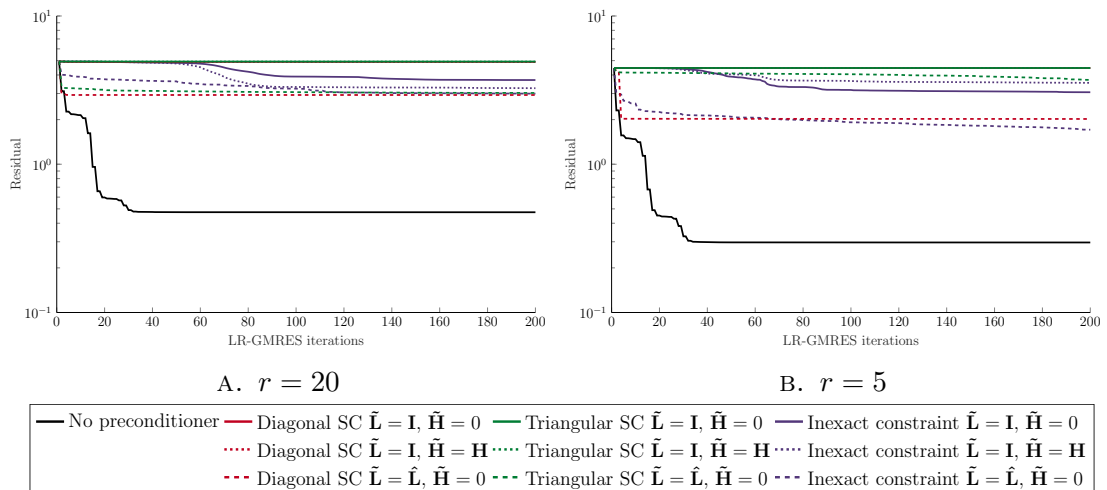 10^1
10^0
10^{-1}
Residual
0 20 40 60 80 100 120 140 160 180 200
LR-GMRES iterations
A. r = 20
10^1
10^0
10^{-1}
Residual
0 20 40 60 80 100 120 140 160 180 200
LR-GMRES iterations
B. r = 5
No preconditioner Diagonal SC L̃ = I, H̃ = 0 Triangular SC L̃ = I, H̃ = 0 Inexact constraint L̃ = I, H̃ = 0
Diagonal SC L̃ = I, H̃ = H Triangular SC L̃ = I, H̃ = H Inexact constraint L̃ = I, H̃ = H
Diagonal SC L̃ = L̂, H̃ = 0 Triangular SC L̃ = L̂, H̃ = 0 Inexact constraint L̃ = L̂, H̃ = 0